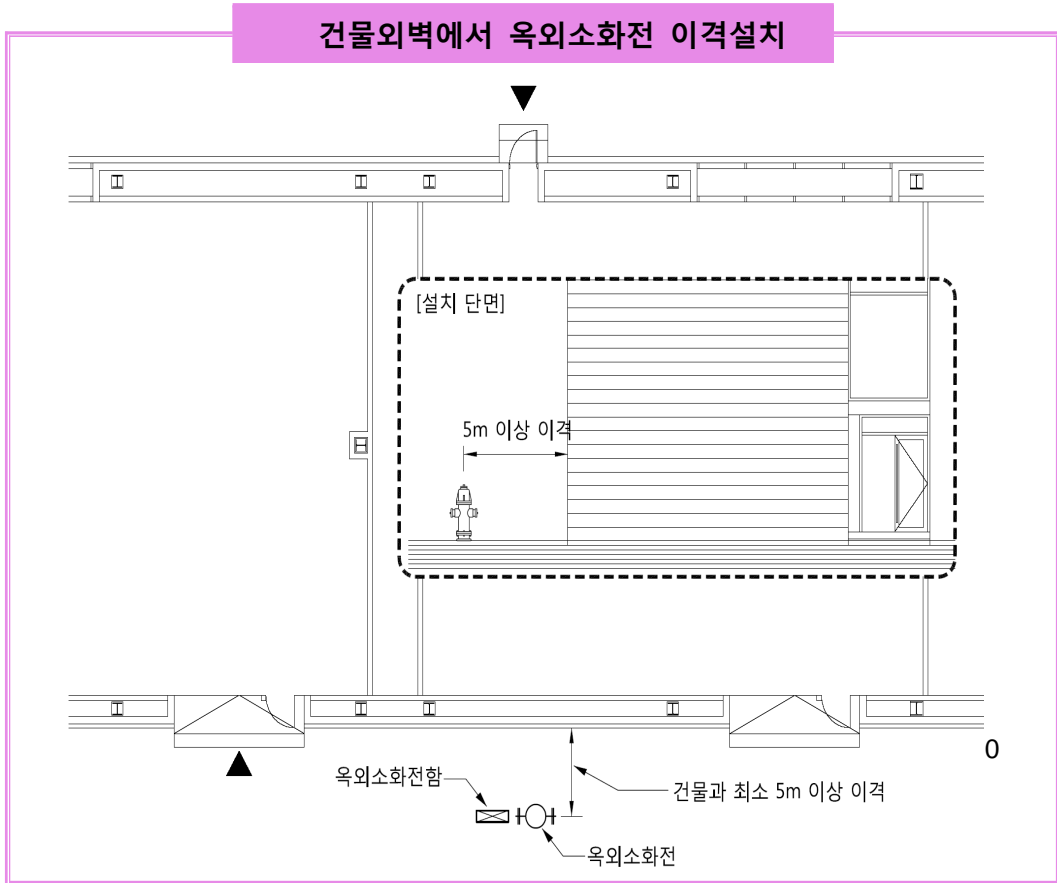 건물외벽에서 옥외소화전 이격설치
[설치 단면]
5m 이상 이격
0
옥외소화전함
건물과 최소 5m 이상 이격
옥외소화전